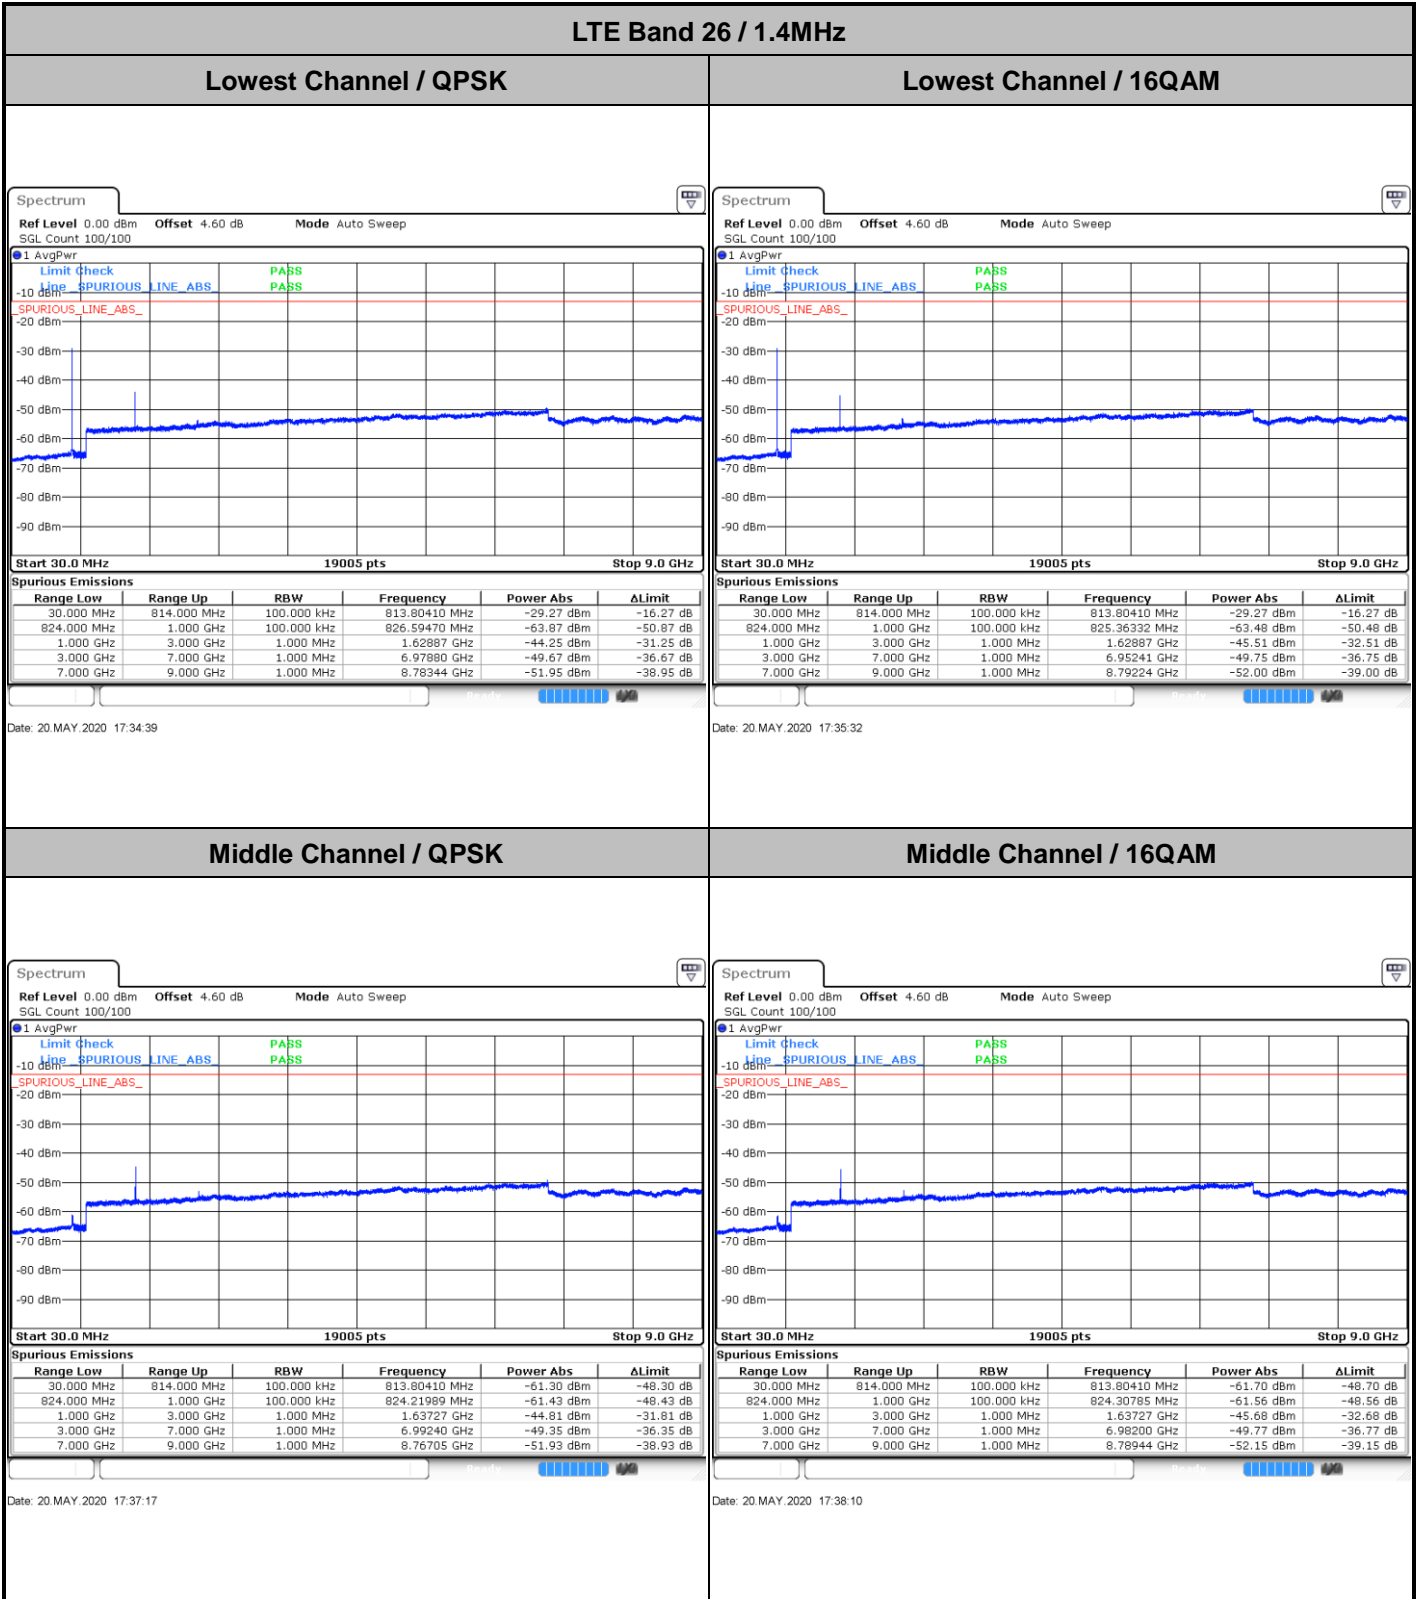 LTE Band 26 / 1.4MHz
Lowest Channel / QPSK
Lowest Channel / 16QAM
Spectrum
Ref Level 0.00 dBm Offset 4.60 dB Mode Auto Sweep
SGL Count 100/100
1 AvgPwr
Limit Check PASS
Line _SPURIOUS_LINE_ABS_ PASS
-10 dBm
_SPURIOUS_LINE_ABS_
-20 dBm
-30 dBm
-40 dBm
-50 dBm
-60 dBm
-70 dBm
-80 dBm
-90 dBm
Start 30.0 MHz 19005 pts Stop 9.0 GHz
Spurious Emissions
Range Low Range Up RBW Frequency Power Abs ΔLimit
30.000 MHz 814.000 MHz 100.000 kHz 813.80410 MHz -29.27 dBm -16.27 dB
824.000 MHz 1.000 GHz 100.000 kHz 826.59470 MHz -63.87 dBm -50.87 dB
1.000 GHz 3.000 GHz 1.000 MHz 1.62887 GHz -44.25 dBm -31.25 dB
3.000 GHz 7.000 GHz 1.000 MHz 6.97880 GHz -49.67 dBm -36.67 dB
7.000 GHz 9.000 GHz 1.000 MHz 8.78344 GHz -51.95 dBm -38.95 dB
Ready
Date: 20.MAY.2020 17:34:39
Spectrum
Ref Level 0.00 dBm Offset 4.60 dB Mode Auto Sweep
SGL Count 100/100
1 AvgPwr
Limit Check PASS
Line _SPURIOUS_LINE_ABS_ PASS
-10 dBm
_SPURIOUS_LINE_ABS_
-20 dBm
-30 dBm
-40 dBm
-50 dBm
-60 dBm
-70 dBm
-80 dBm
-90 dBm
Start 30.0 MHz 19005 pts Stop 9.0 GHz
Spurious Emissions
Range Low Range Up RBW Frequency Power Abs ΔLimit
30.000 MHz 814.000 MHz 100.000 kHz 813.80410 MHz -29.27 dBm -16.27 dB
824.000 MHz 1.000 GHz 100.000 kHz 825.36332 MHz -63.48 dBm -50.48 dB
1.000 GHz 3.000 GHz 1.000 MHz 1.62887 GHz -45.51 dBm -32.51 dB
3.000 GHz 7.000 GHz 1.000 MHz 6.95241 GHz -49.75 dBm -36.75 dB
7.000 GHz 9.000 GHz 1.000 MHz 8.79224 GHz -52.00 dBm -39.00 dB
Ready
Date: 20.MAY.2020 17:35:32
Middle Channel / QPSK
Middle Channel / 16QAM
Spectrum
Ref Level 0.00 dBm Offset 4.60 dB Mode Auto Sweep
SGL Count 100/100
1 AvgPwr
Limit Check PASS
Line _SPURIOUS_LINE_ABS_ PASS
-10 dBm
_SPURIOUS_LINE_ABS_
-20 dBm
-30 dBm
-40 dBm
-50 dBm
-60 dBm
-70 dBm
-80 dBm
-90 dBm
Start 30.0 MHz 19005 pts Stop 9.0 GHz
Spurious Emissions
Range Low Range Up RBW Frequency Power Abs ΔLimit
30.000 MHz 814.000 MHz 100.000 kHz 813.80410 MHz -61.30 dBm -48.30 dB
824.000 MHz 1.000 GHz 100.000 kHz 824.21989 MHz -61.43 dBm -48.43 dB
1.000 GHz 3.000 GHz 1.000 MHz 1.63727 GHz -44.81 dBm -31.81 dB
3.000 GHz 7.000 GHz 1.000 MHz 6.99240 GHz -49.35 dBm -36.35 dB
7.000 GHz 9.000 GHz 1.000 MHz 8.76705 GHz -51.93 dBm -38.93 dB
Ready
Date: 20.MAY.2020 17:37:17
Spectrum
Ref Level 0.00 dBm Offset 4.60 dB Mode Auto Sweep
SGL Count 100/100
1 AvgPwr
Limit Check PASS
Line _SPURIOUS_LINE_ABS_ PASS
-10 dBm
_SPURIOUS_LINE_ABS_
-20 dBm
-30 dBm
-40 dBm
-50 dBm
-60 dBm
-70 dBm
-80 dBm
-90 dBm
Start 30.0 MHz 19005 pts Stop 9.0 GHz
Spurious Emissions
Range Low Range Up RBW Frequency Power Abs ΔLimit
30.000 MHz 814.000 MHz 100.000 kHz 813.80410 MHz -61.70 dBm -48.70 dB
824.000 MHz 1.000 GHz 100.000 kHz 824.30785 MHz -61.56 dBm -48.56 dB
1.000 GHz 3.000 GHz 1.000 MHz 1.63727 GHz -45.68 dBm -32.68 dB
3.000 GHz 7.000 GHz 1.000 MHz 6.98200 GHz -49.77 dBm -36.77 dB
7.000 GHz 9.000 GHz 1.000 MHz 8.78944 GHz -52.15 dBm -39.15 dB
Ready
Date: 20.MAY.2020 17:38:10